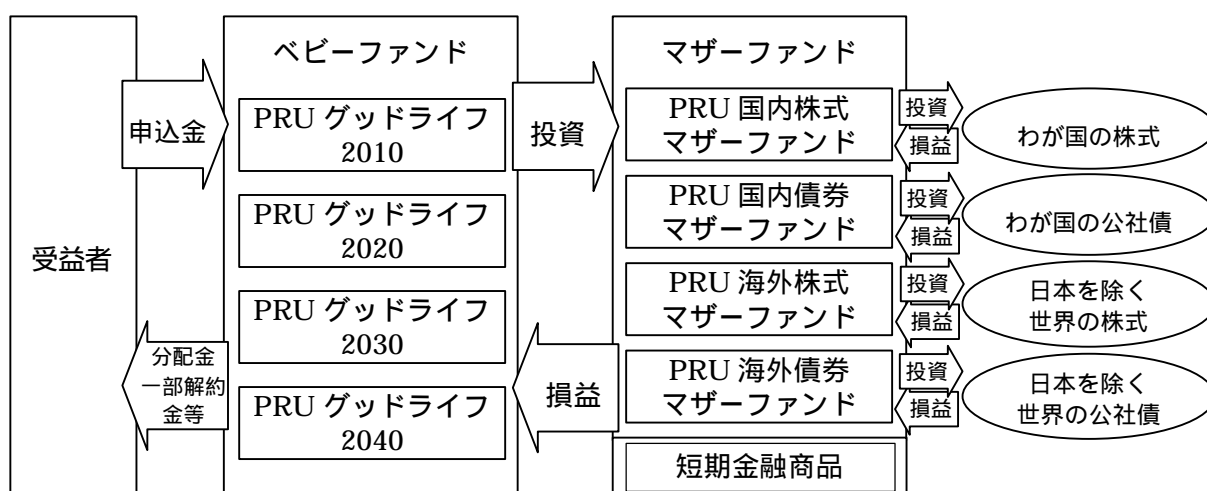 受益者
申込金
分配金
一部解約
金等
ベビーファンド
PRU グッドライフ
2010
PRU グッドライフ
2020
PRU グッドライフ
2030
PRU グッドライフ
2040
投資
損益
マザーファンド
PRU 国内株式
マザーファンド
PRU 国内債券
マザーファンド
PRU 海外株式
マザーファンド
PRU 海外債券
マザーファンド
短期金融商品
投資
損益
わが国の株式
投資
損益
わが国の公社債
投資
損益
日本を除く
世界の株式
投資
損益
日本を除く
世界の公社債